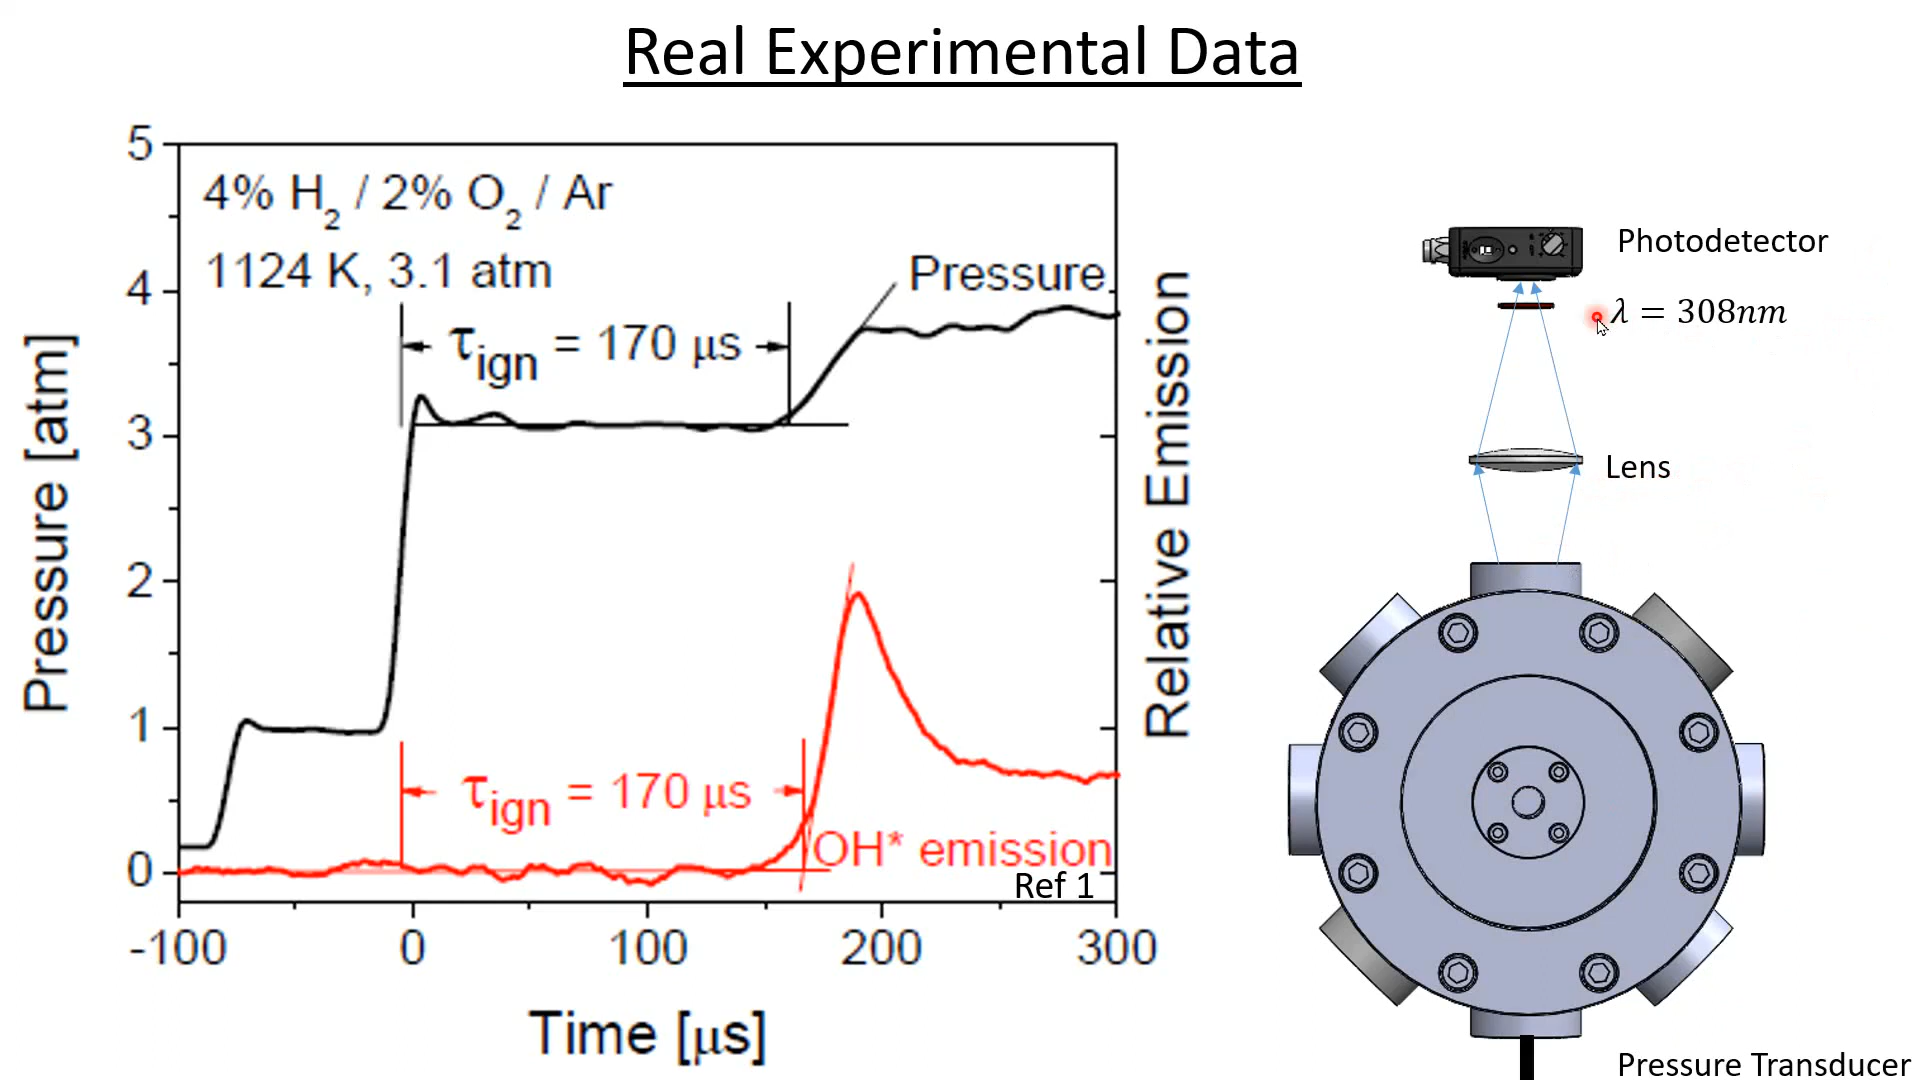 Real Experimental Data
5
4% H2 / 2% O2 / Ar
1124 K, 3.1 atm
4
Pressure
τign = 170 μs
3
2
1
τign = 170 μs
OH* emission
0
Ref 1
-100 0 100 200 300
Time [μs]
Pressure [atm]
Relative Emission
Photodetector
λ = 308nm
Lens
Pressure Transducer